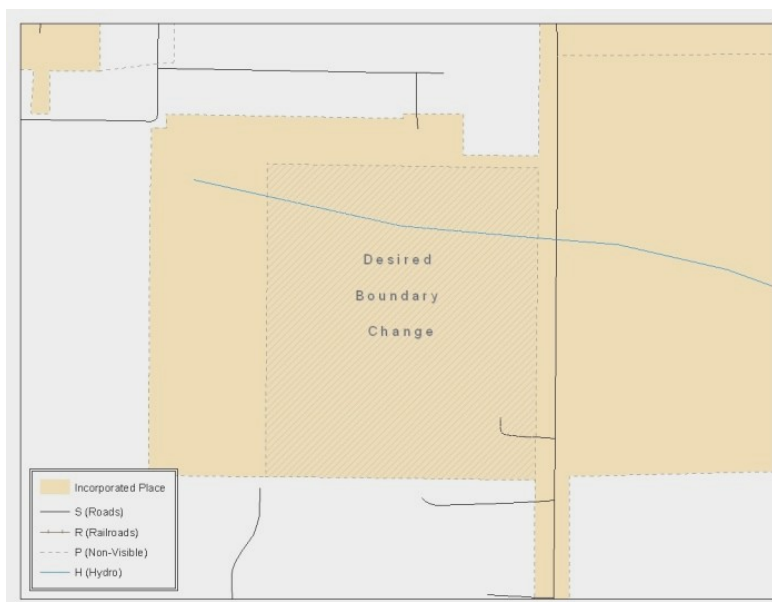 Desired
Boundary
Change
Incorporated Place
S (Roads)
R (Railroads)
P (Non-Visible)
H (Hydro)